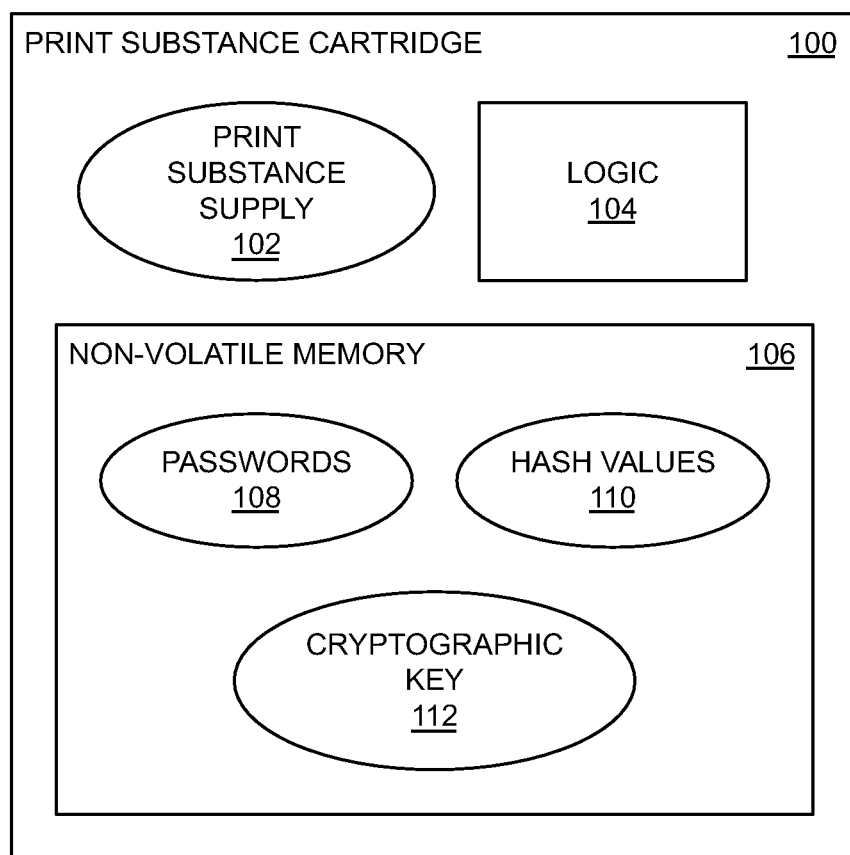 PRINT SUBSTANCE CARTRIDGE 100
PRINT
SUBSTANCE
SUPPLY
102
LOGIC
104
NON-VOLATILE MEMORY 106
PASSWORDS
108
HASH VALUES
110
CRYPTOGRAPHIC
KEY
112